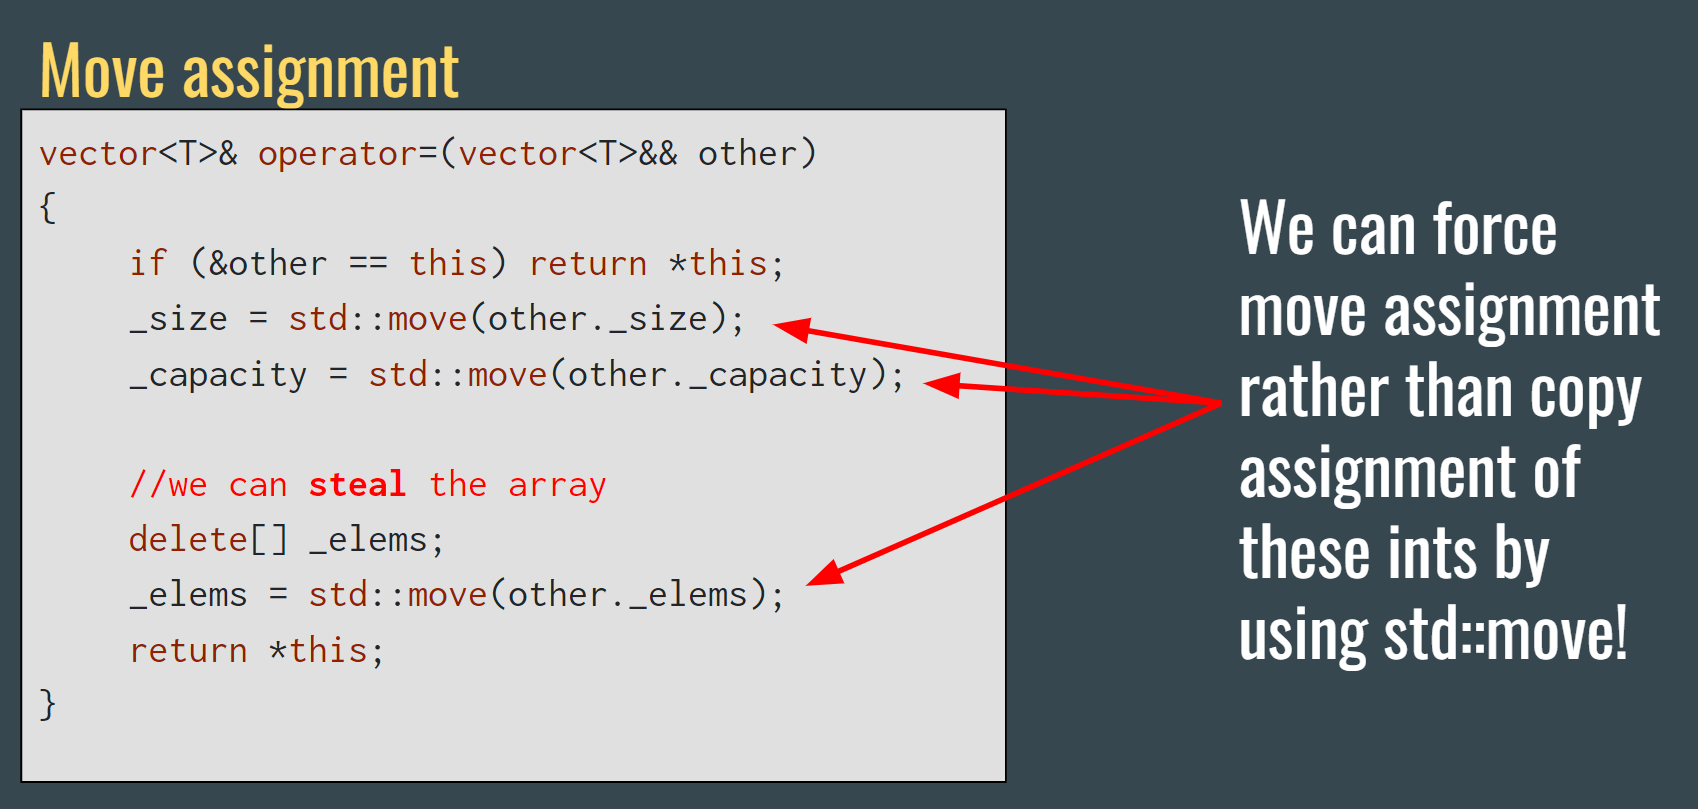 Move assignment
vector<T>& operator=(vector<T>&& other)
{
    if (&other == this) return *this;
    _size = std::move(other._size);
    _capacity = std::move(other._capacity);
    //we can steal the array
    delete[] _elems;
    _elems = std::move(other._elems);
    return *this;
}
We can force
move assignment
rather than copy
assignment of
these ints by
using std::move!